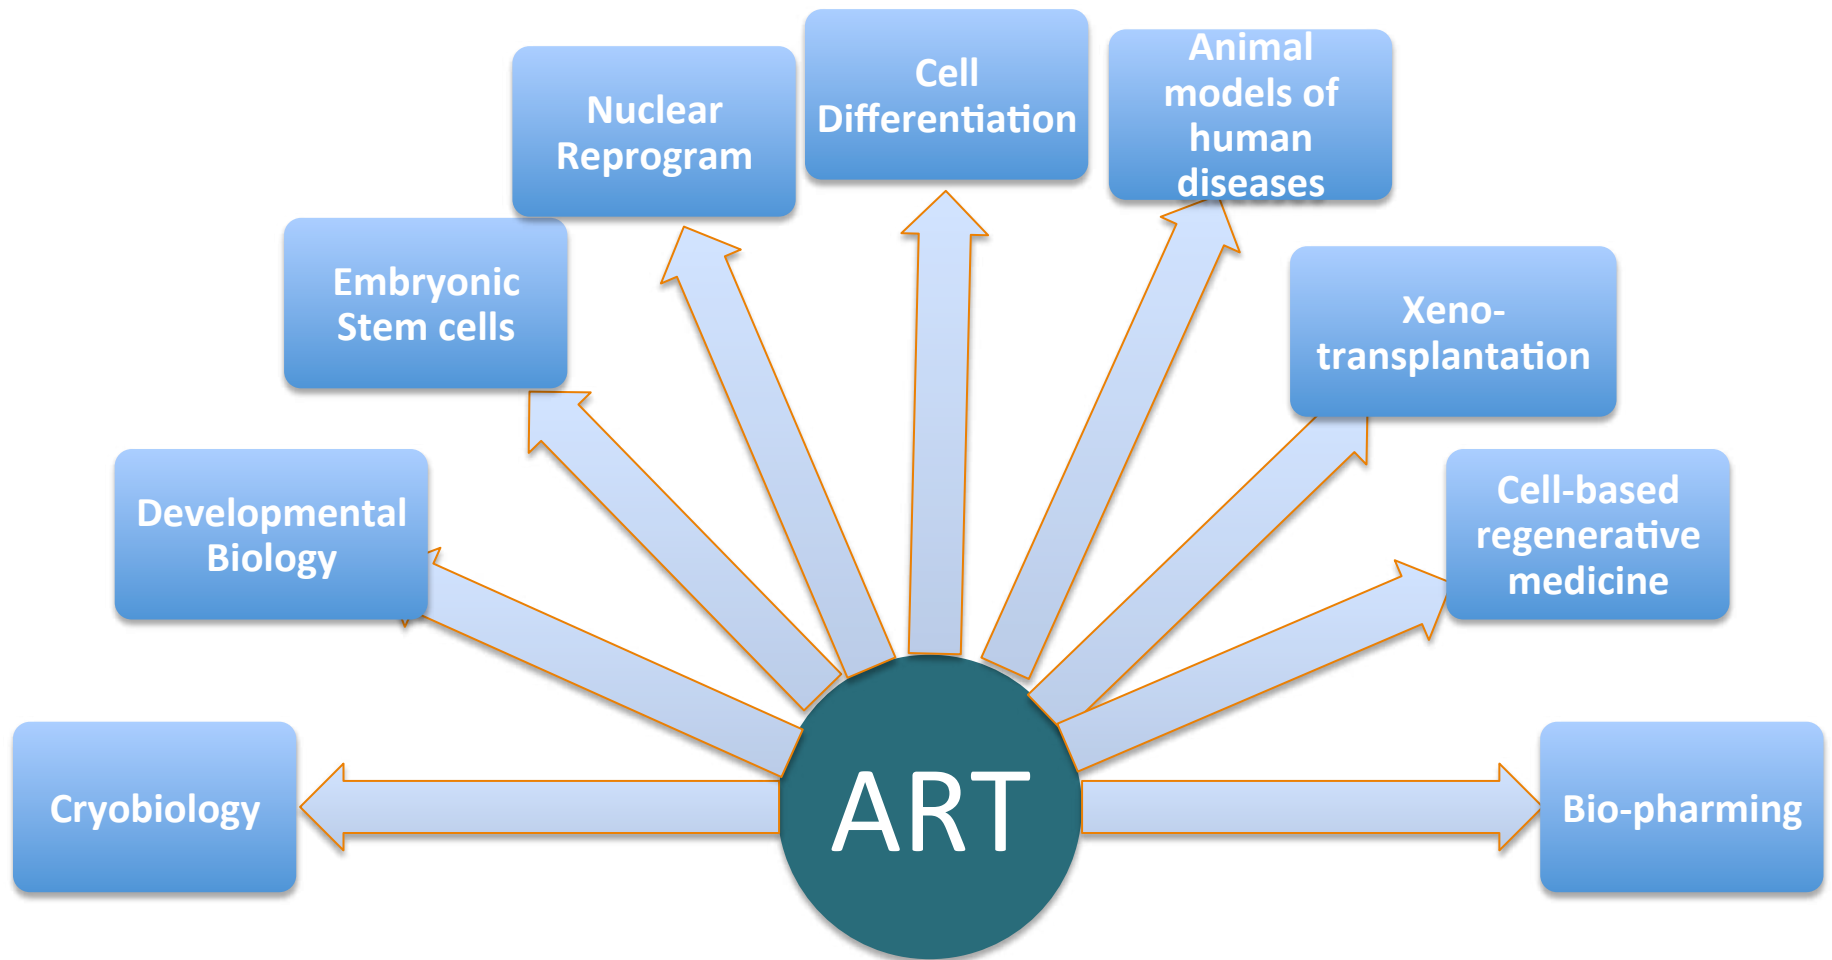 Cell
Differentiation
Animal
models of
human
diseases
Nuclear
Reprogram
Embryonic
Stem cells
Xeno-
transplantation
Developmental
Biology
Cell-based
regenerative
medicine
Cryobiology
ART
Bio-pharming